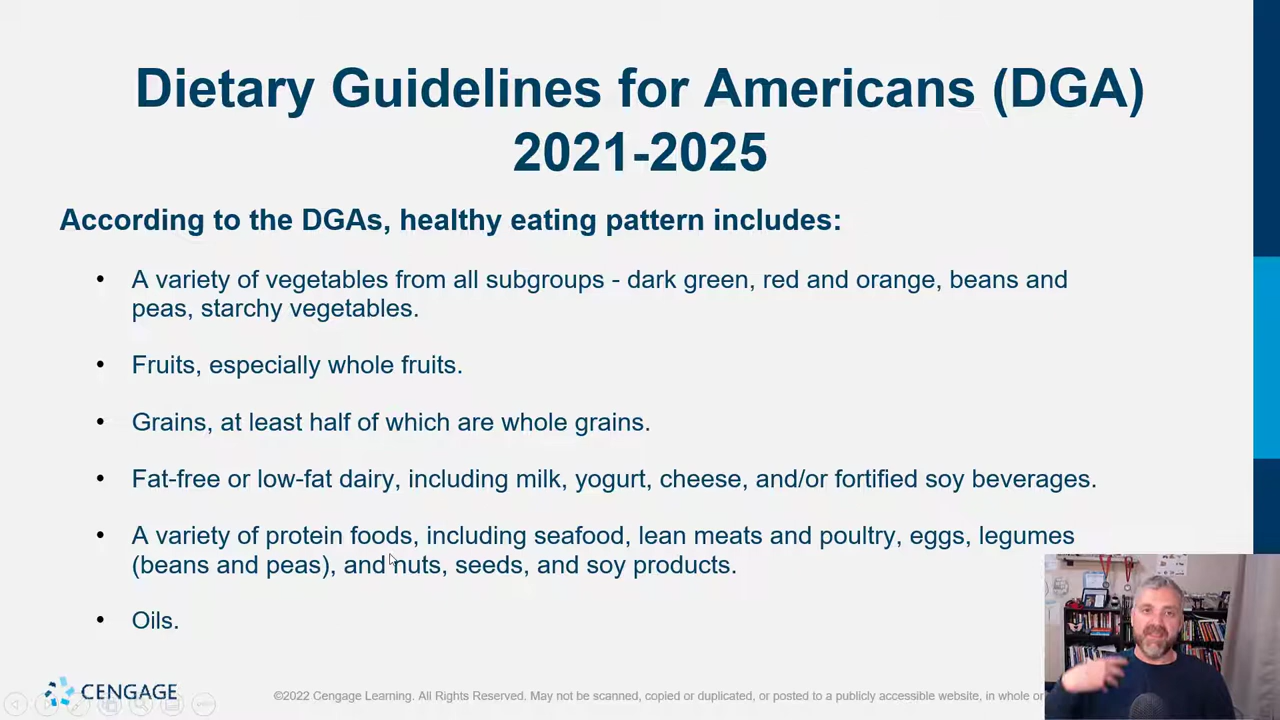 Dietary Guidelines for Americans (DGA)
2021-2025
According to the DGAs, healthy eating pattern includes:
• A variety of vegetables from all subgroups - dark green, red and orange, beans and
peas, starchy vegetables.
• Fruits, especially whole fruits.
• Grains, at least half of which are whole grains.
• Fat-free or low-fat dairy, including milk, yogurt, cheese, and/or fortified soy beverages.
• A variety of protein foods, including seafood, lean meats and poultry, eggs, legumes
(beans and peas), and nuts, seeds, and soy products.
• Oils.
CENGAGE
©2022 Cengage Learning. All Rights Reserved. May not be scanned, copied or duplicated, or posted to a publicly accessible website, in whole or